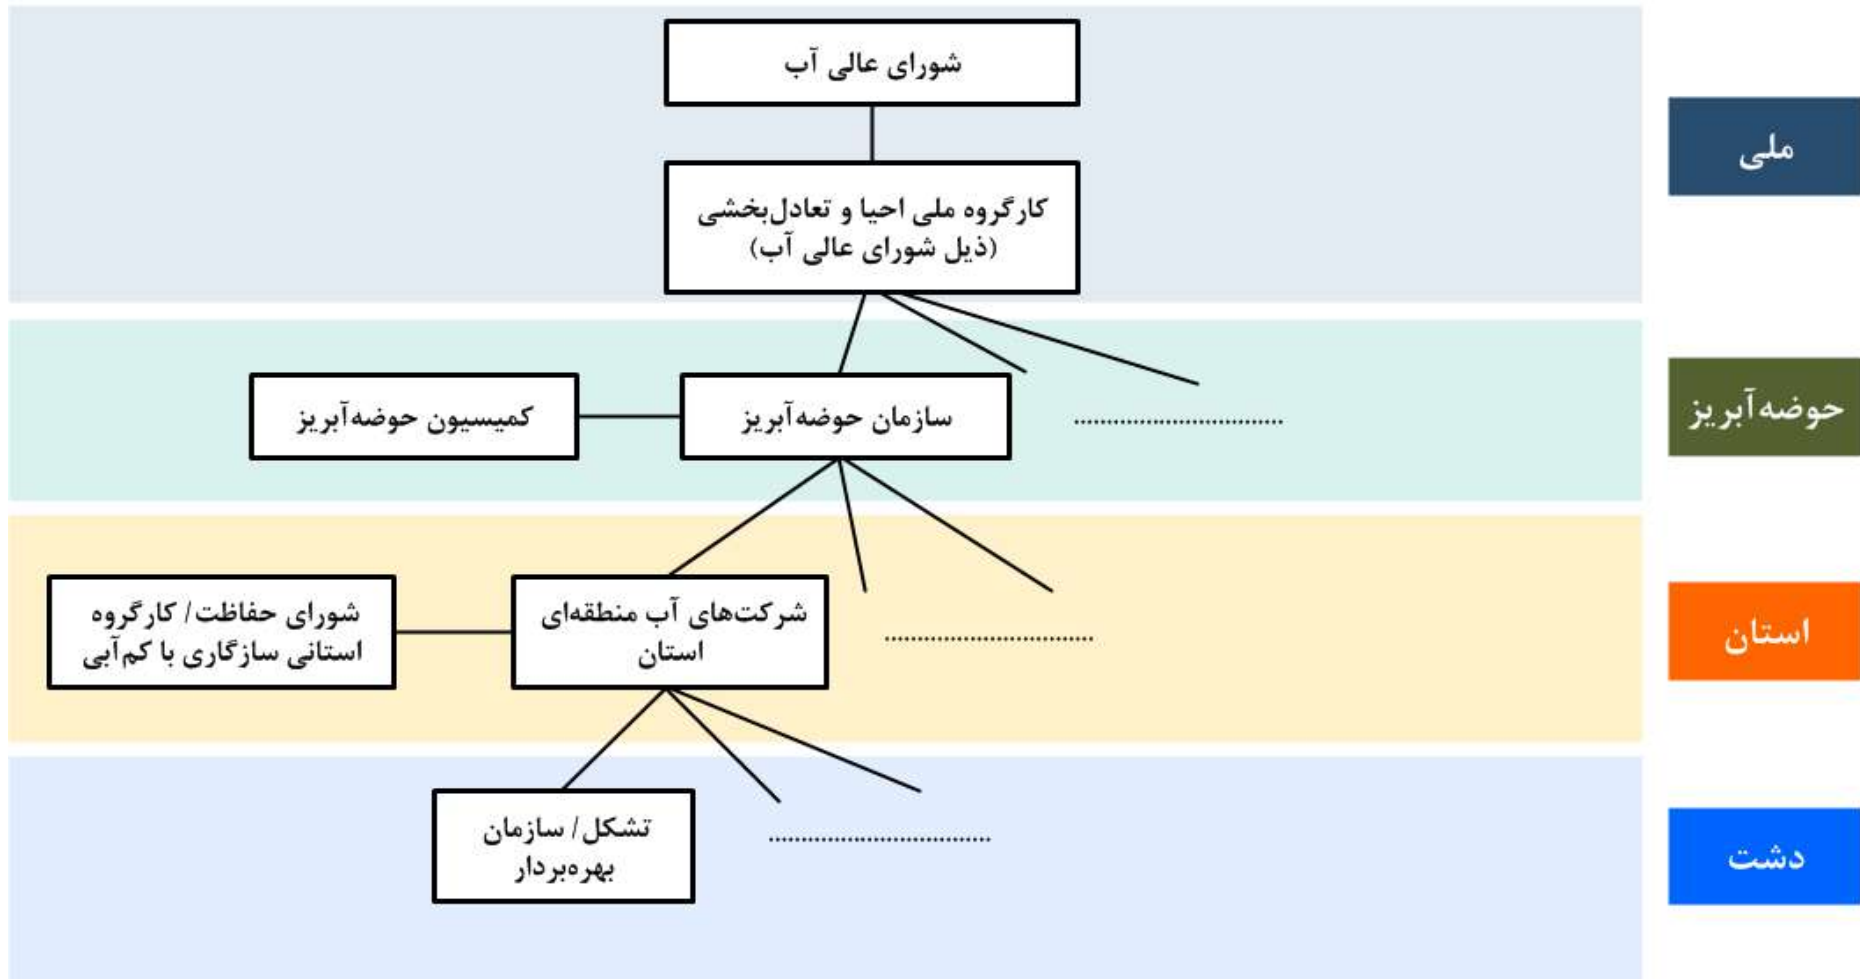 شورای عالی آب
ملی
کارگروه ملی احیا و تعادل‌بخشی
(ذیل شورای عالی آب)
حوضه‌آبریز
سازمان حوضه‌آبریز
کمیسیون حوضه‌آبریز
استان
شرکت‌های آب منطقه‌ای
استان
شورای حفاظت/ کارگروه
استانی سازگاری با کم‌آبی
دشت
تشکل/ سازمان
بهره‌بردار